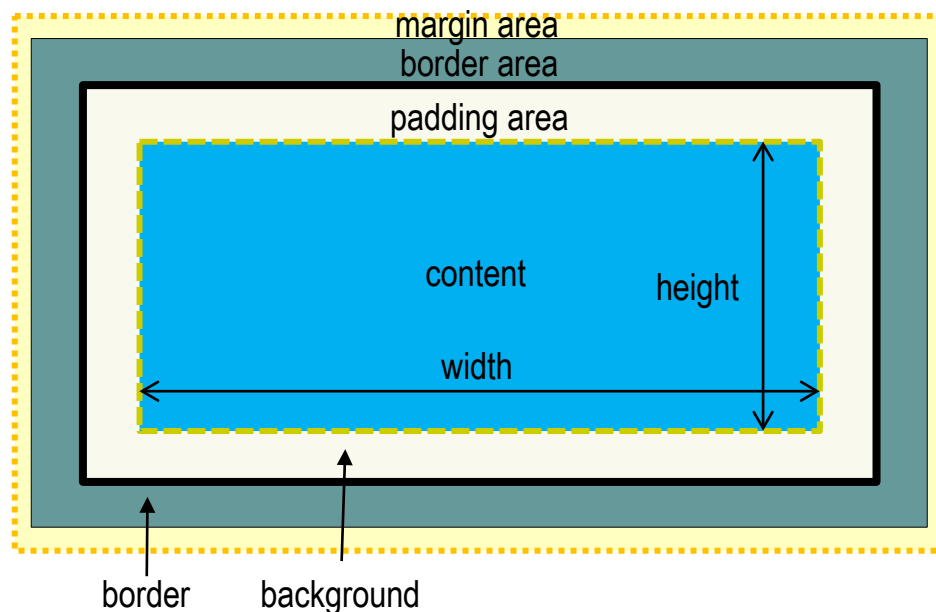 margin area
border area
padding area
content
height
width
border
background